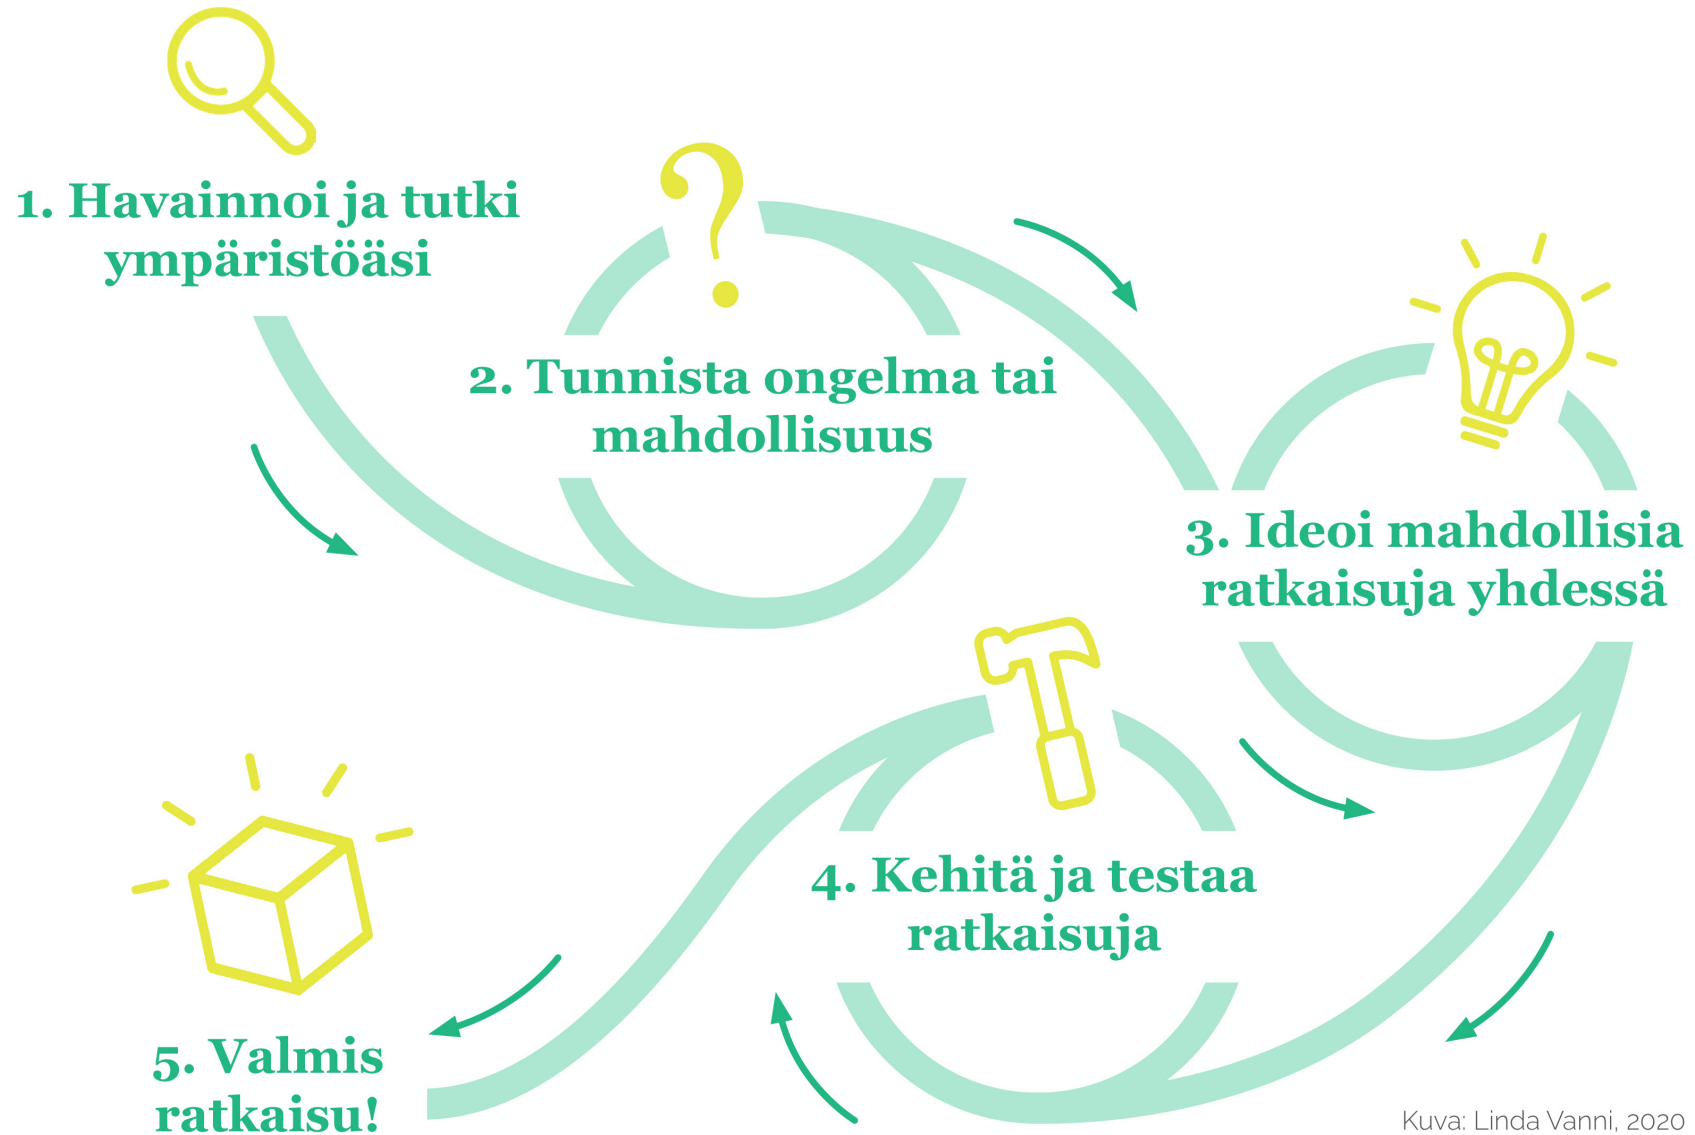 1. Havainnoi ja tutki
ympäristöäsi
?
2. Tunnista ongelma tai
mahdollisuus
3. Ideoi mahdollisia
ratkaisuja yhdessä
4. Kehitä ja testaa
ratkaisuja
5. Valmis
ratkaisu!
Kuva: Linda Vanni, 2020